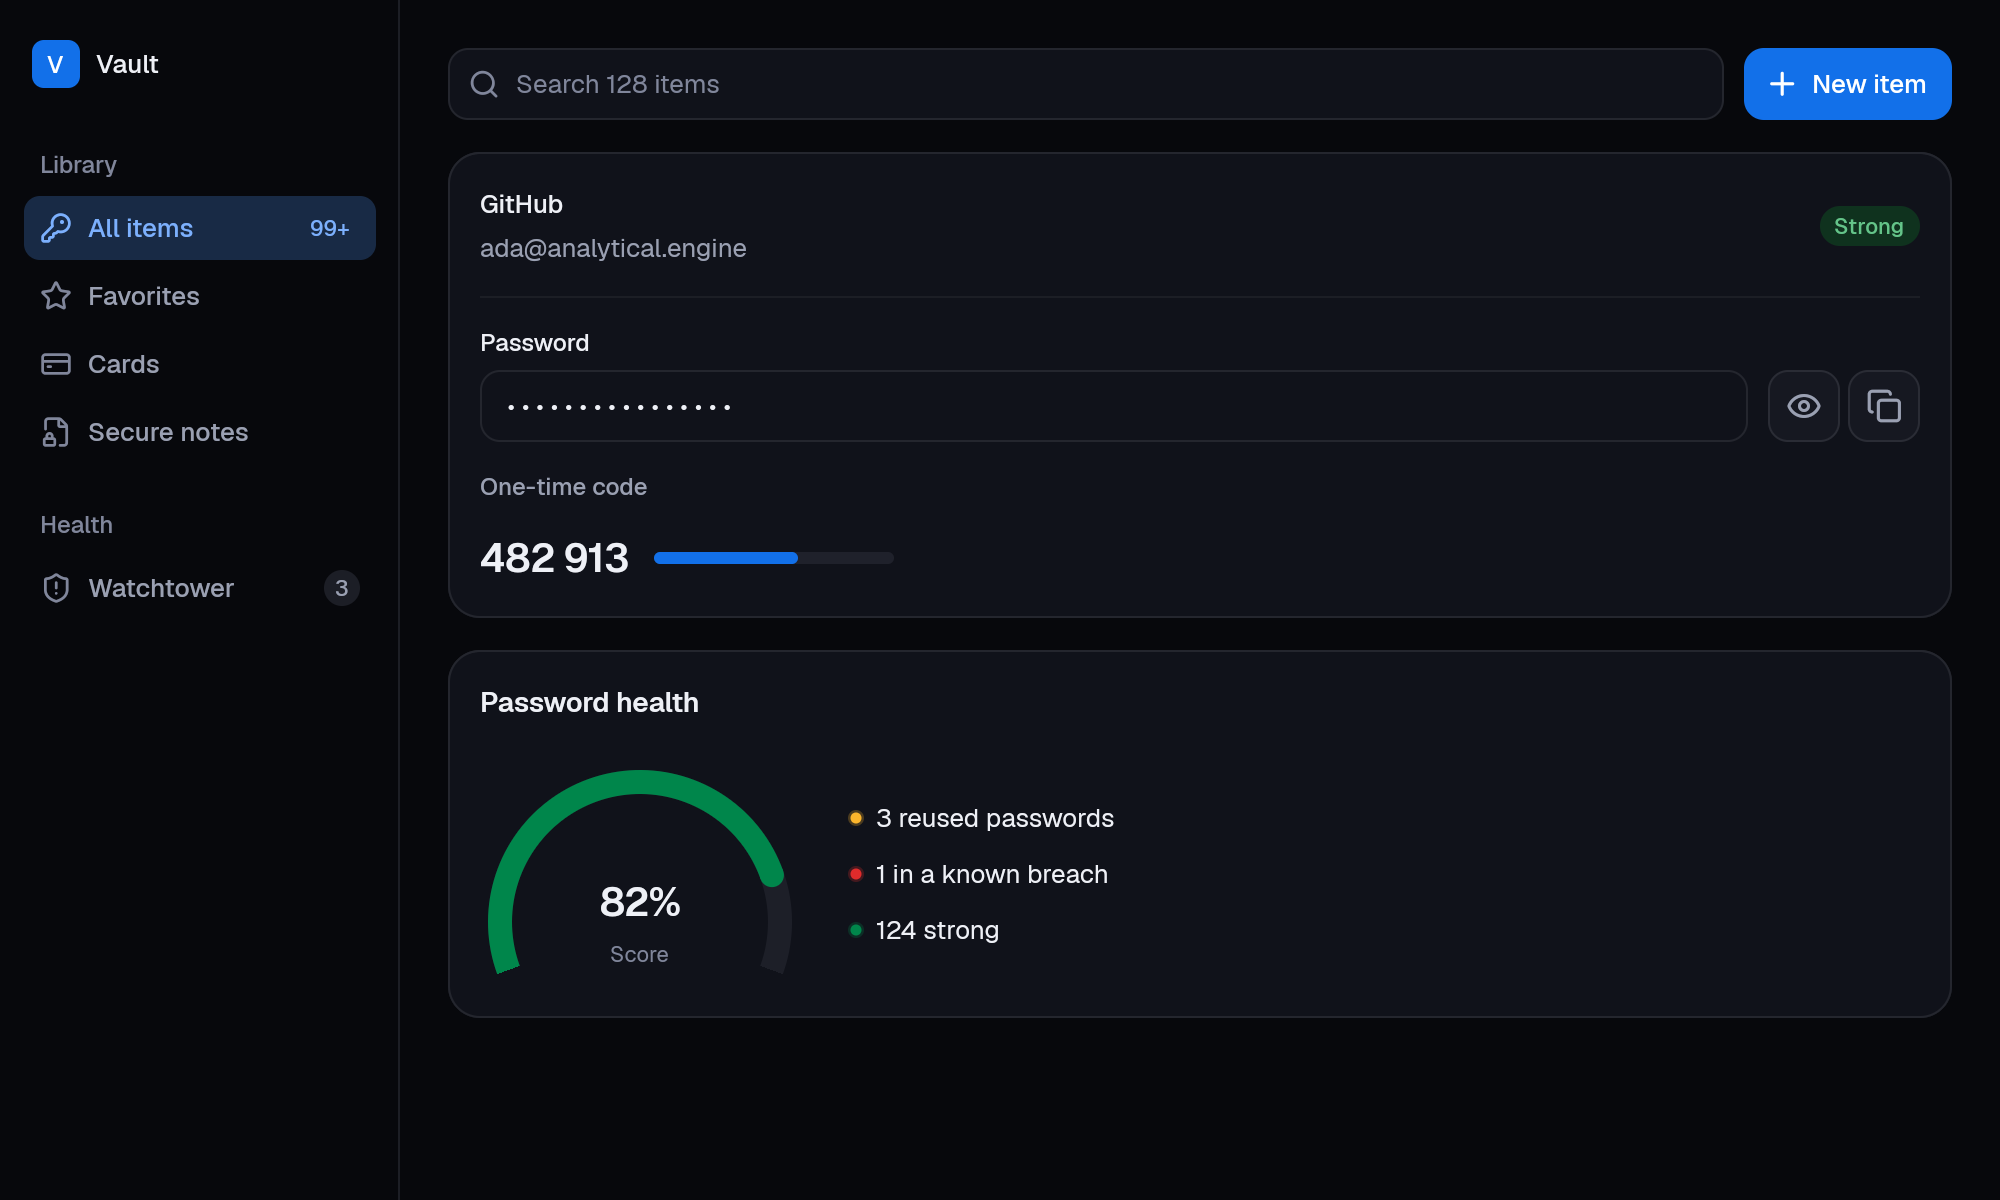 V Vault
Library
All items 99+
Favorites
Cards
Secure notes
Health
Watchtower 3
Search 128 items
New item
GitHub
ada@analytical.engine
Strong
Password
••••••••••••••••
One-time code
482 913
Password health
82%
Score
3 reused passwords
1 in a known breach
124 strong